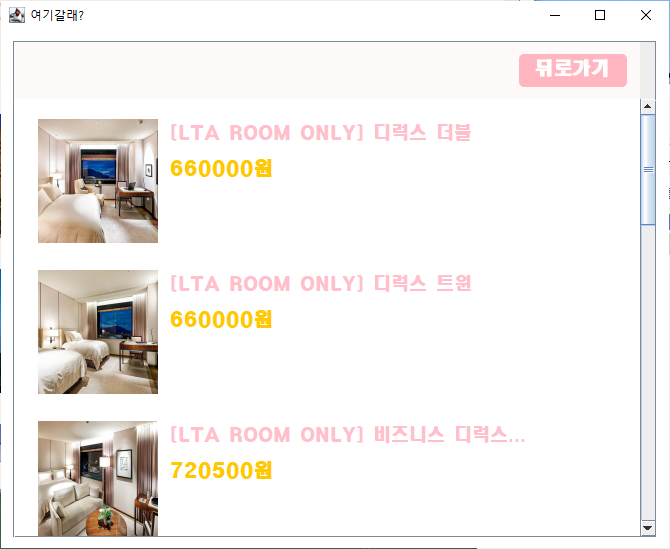 여기갈래?
뒤로가기
[LTA ROOM ONLY] 디럭스 더블
660000원
[LTA ROOM ONLY] 디럭스 트윈
660000원
[LTA ROOM ONLY] 비즈니스 디럭스...
720500원